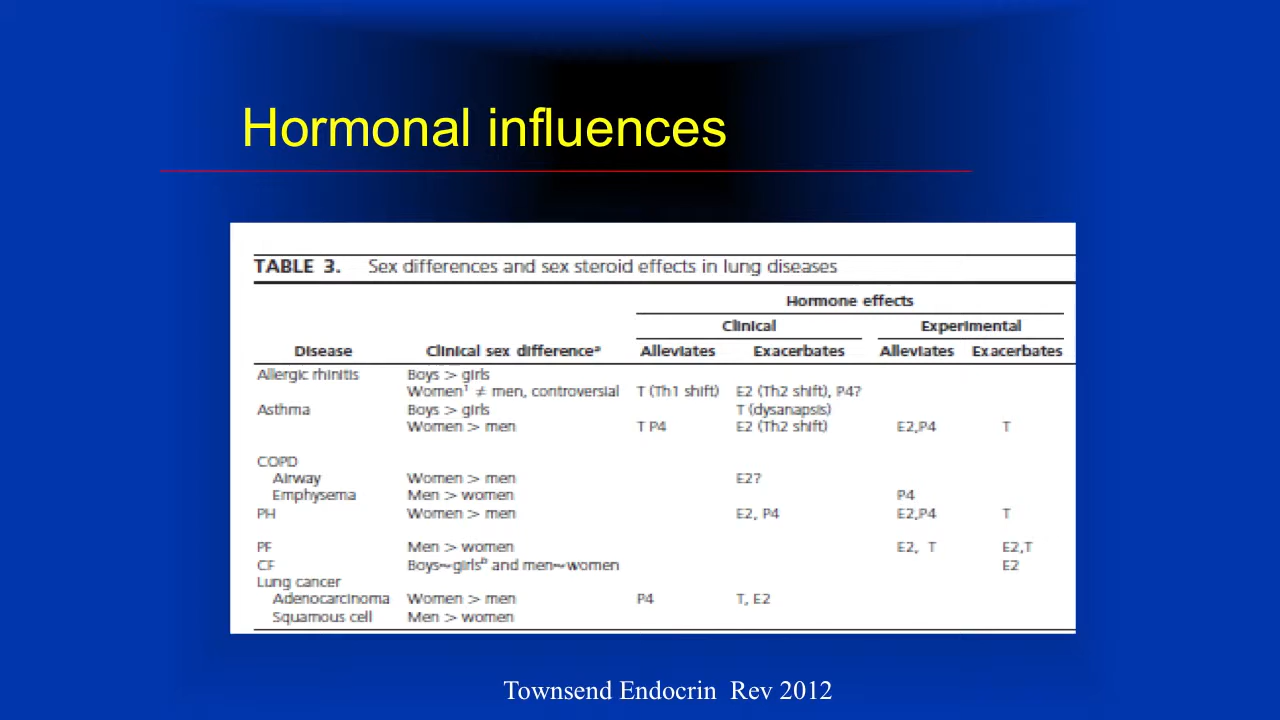 Hormonal influences
TABLE 3. Sex differences and sex steroid effects in lung diseases
Hormone effects
Clinical Experimental
Disease Clinical sex differenceᵃ Alleviates Exacerbates Alleviates Exacerbates
Allergic rhinitis Boys > girls
Women¹ ≠ men, controversial T (Th1 shift) E2 (Th2 shift), P4?
Asthma Boys > girls T (dysanapsis)
Women > men T P4 E2 (Th2 shift) E2,P4 T
COPD
Airway Women > men E2?
Emphysema Men > women P4
PH Women > men E2, P4 E2,P4 T
PF Men > women E2, T E2,T
CF Boys~girlsᵇ and men~women E2
Lung cancer
Adenocarcinoma Women > men P4 T, E2
Squamous cell Men > women
Townsend Endocrin Rev 2012